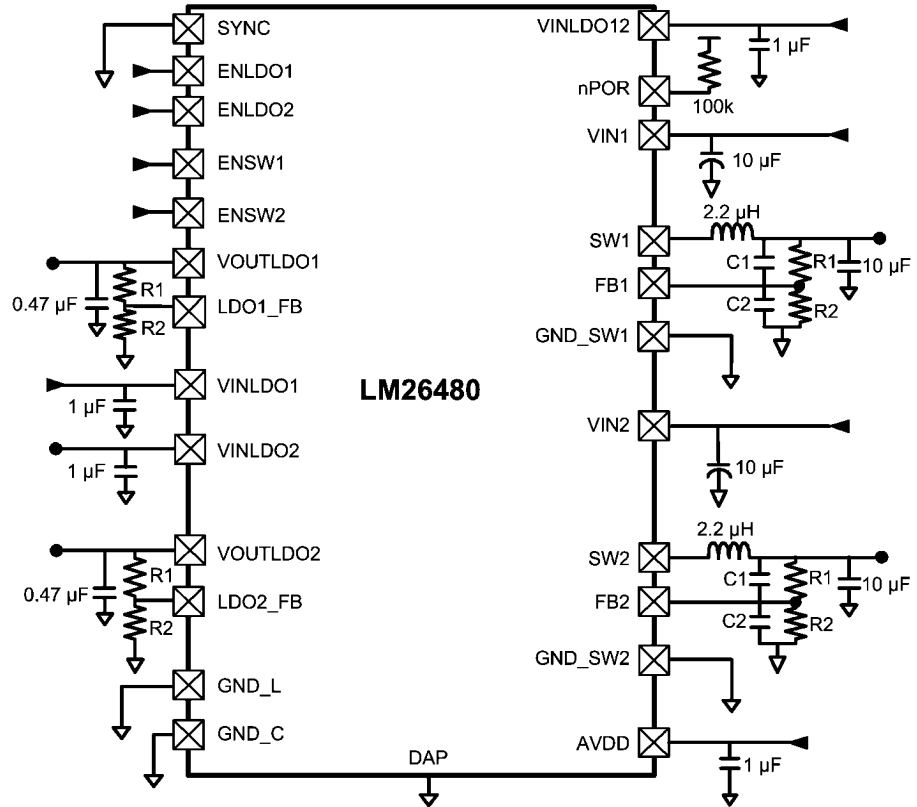 SYNC
ENLDO1
ENLDO2
ENSW1
ENSW2
VOUTLDO1
R1
0.47 µF
LDO1_FB
R2
VINLDO1
1 µF
VINLDO2
1 µF
VOUTLDO2
R1
0.47 µF
LDO2_FB
R2
GND_L
GND_C
LM26480
DAP
VINLDO12
1 µF
nPOR
100k
VIN1
10 µF
2.2 µH
SW1
C1
R1
10 µF
FB1
C2
R2
GND_SW1
VIN2
10 µF
2.2 µH
SW2
C1
R1
10 µF
FB2
C2
R2
GND_SW2
AVDD
1 µF